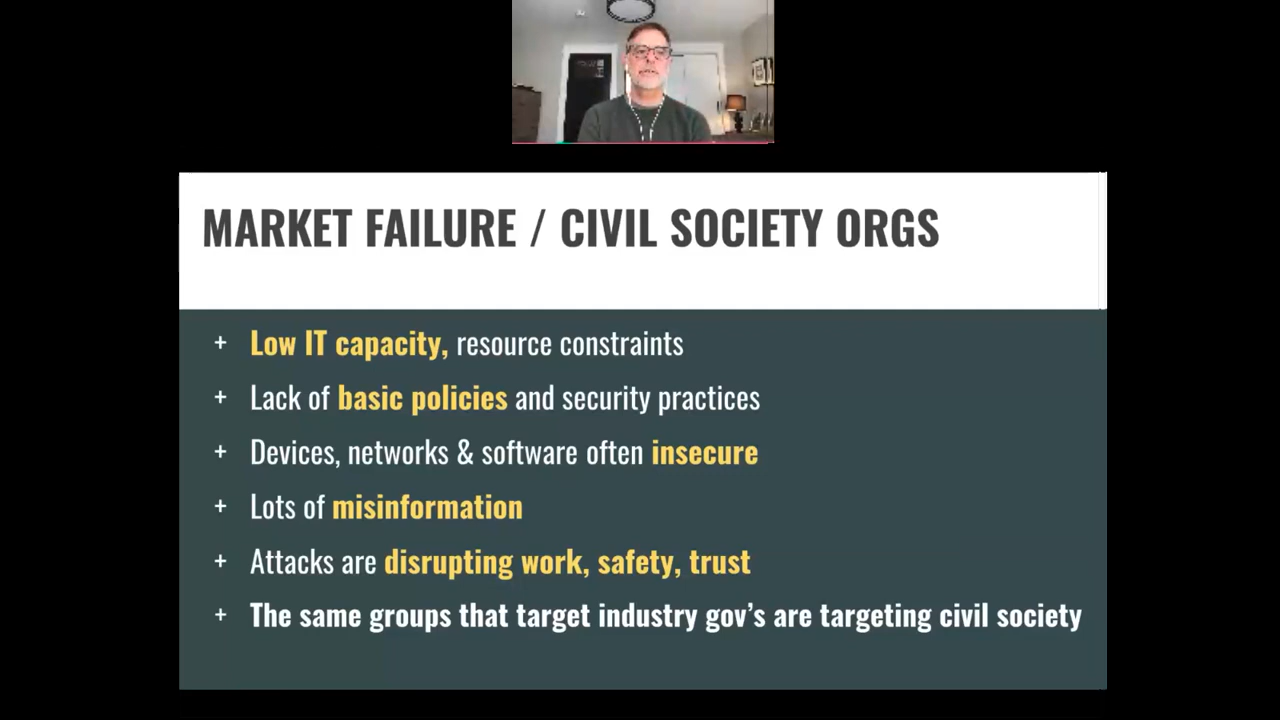 MARKET FAILURE / CIVIL SOCIETY ORGS
+ Low IT capacity, resource constraints
+ Lack of basic policies and security practices
+ Devices, networks & software often insecure
+ Lots of misinformation
+ Attacks are disrupting work, safety, trust
+ The same groups that target industry gov's are targeting civil society